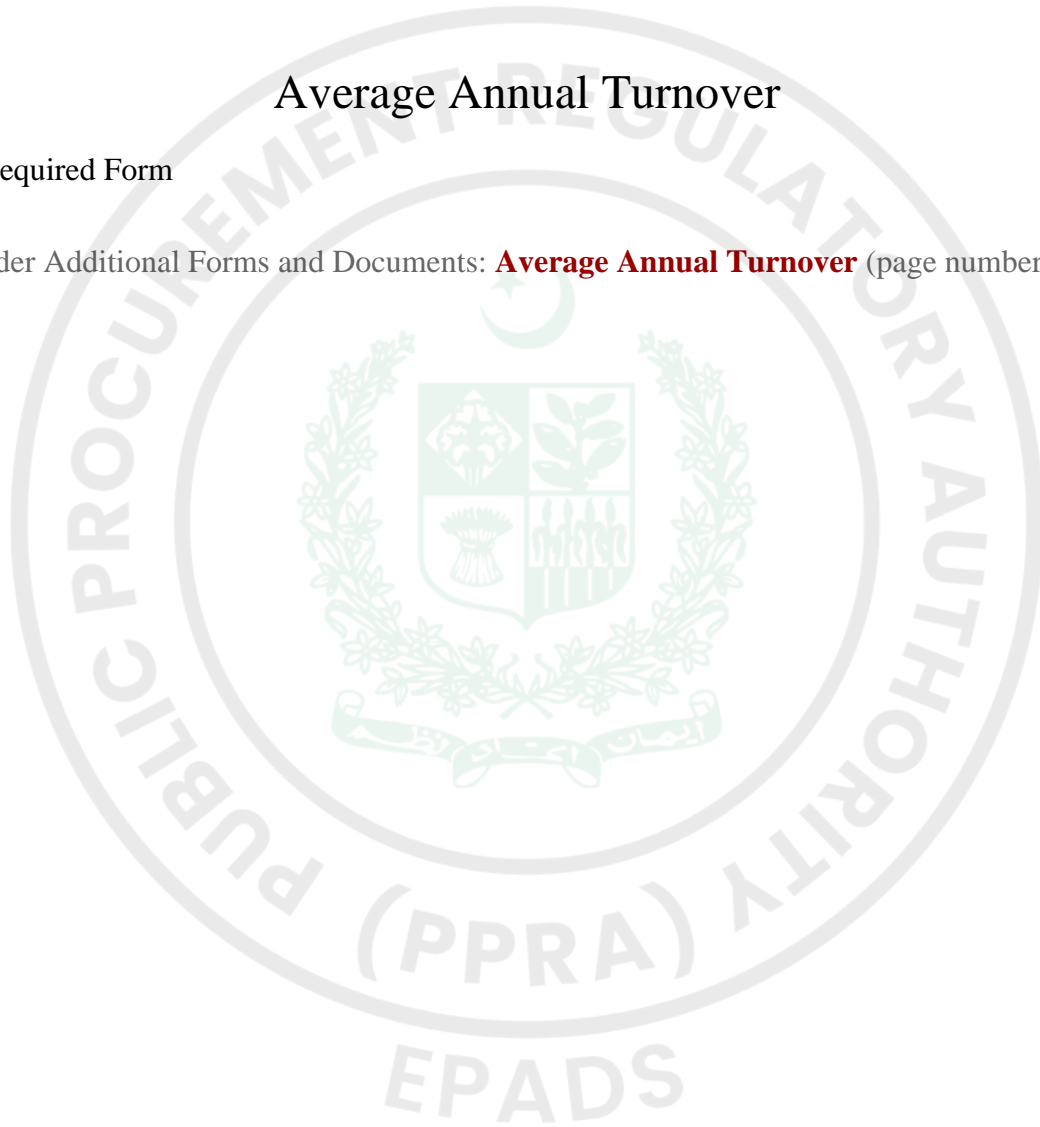 Average Annual Turnover
equired Form
der Additional Forms and Documents: Average Annual Turnover (page number
PUBLIC PROCUREMENT REGULATORY AUTHORITY
(PPRA)
EPADS